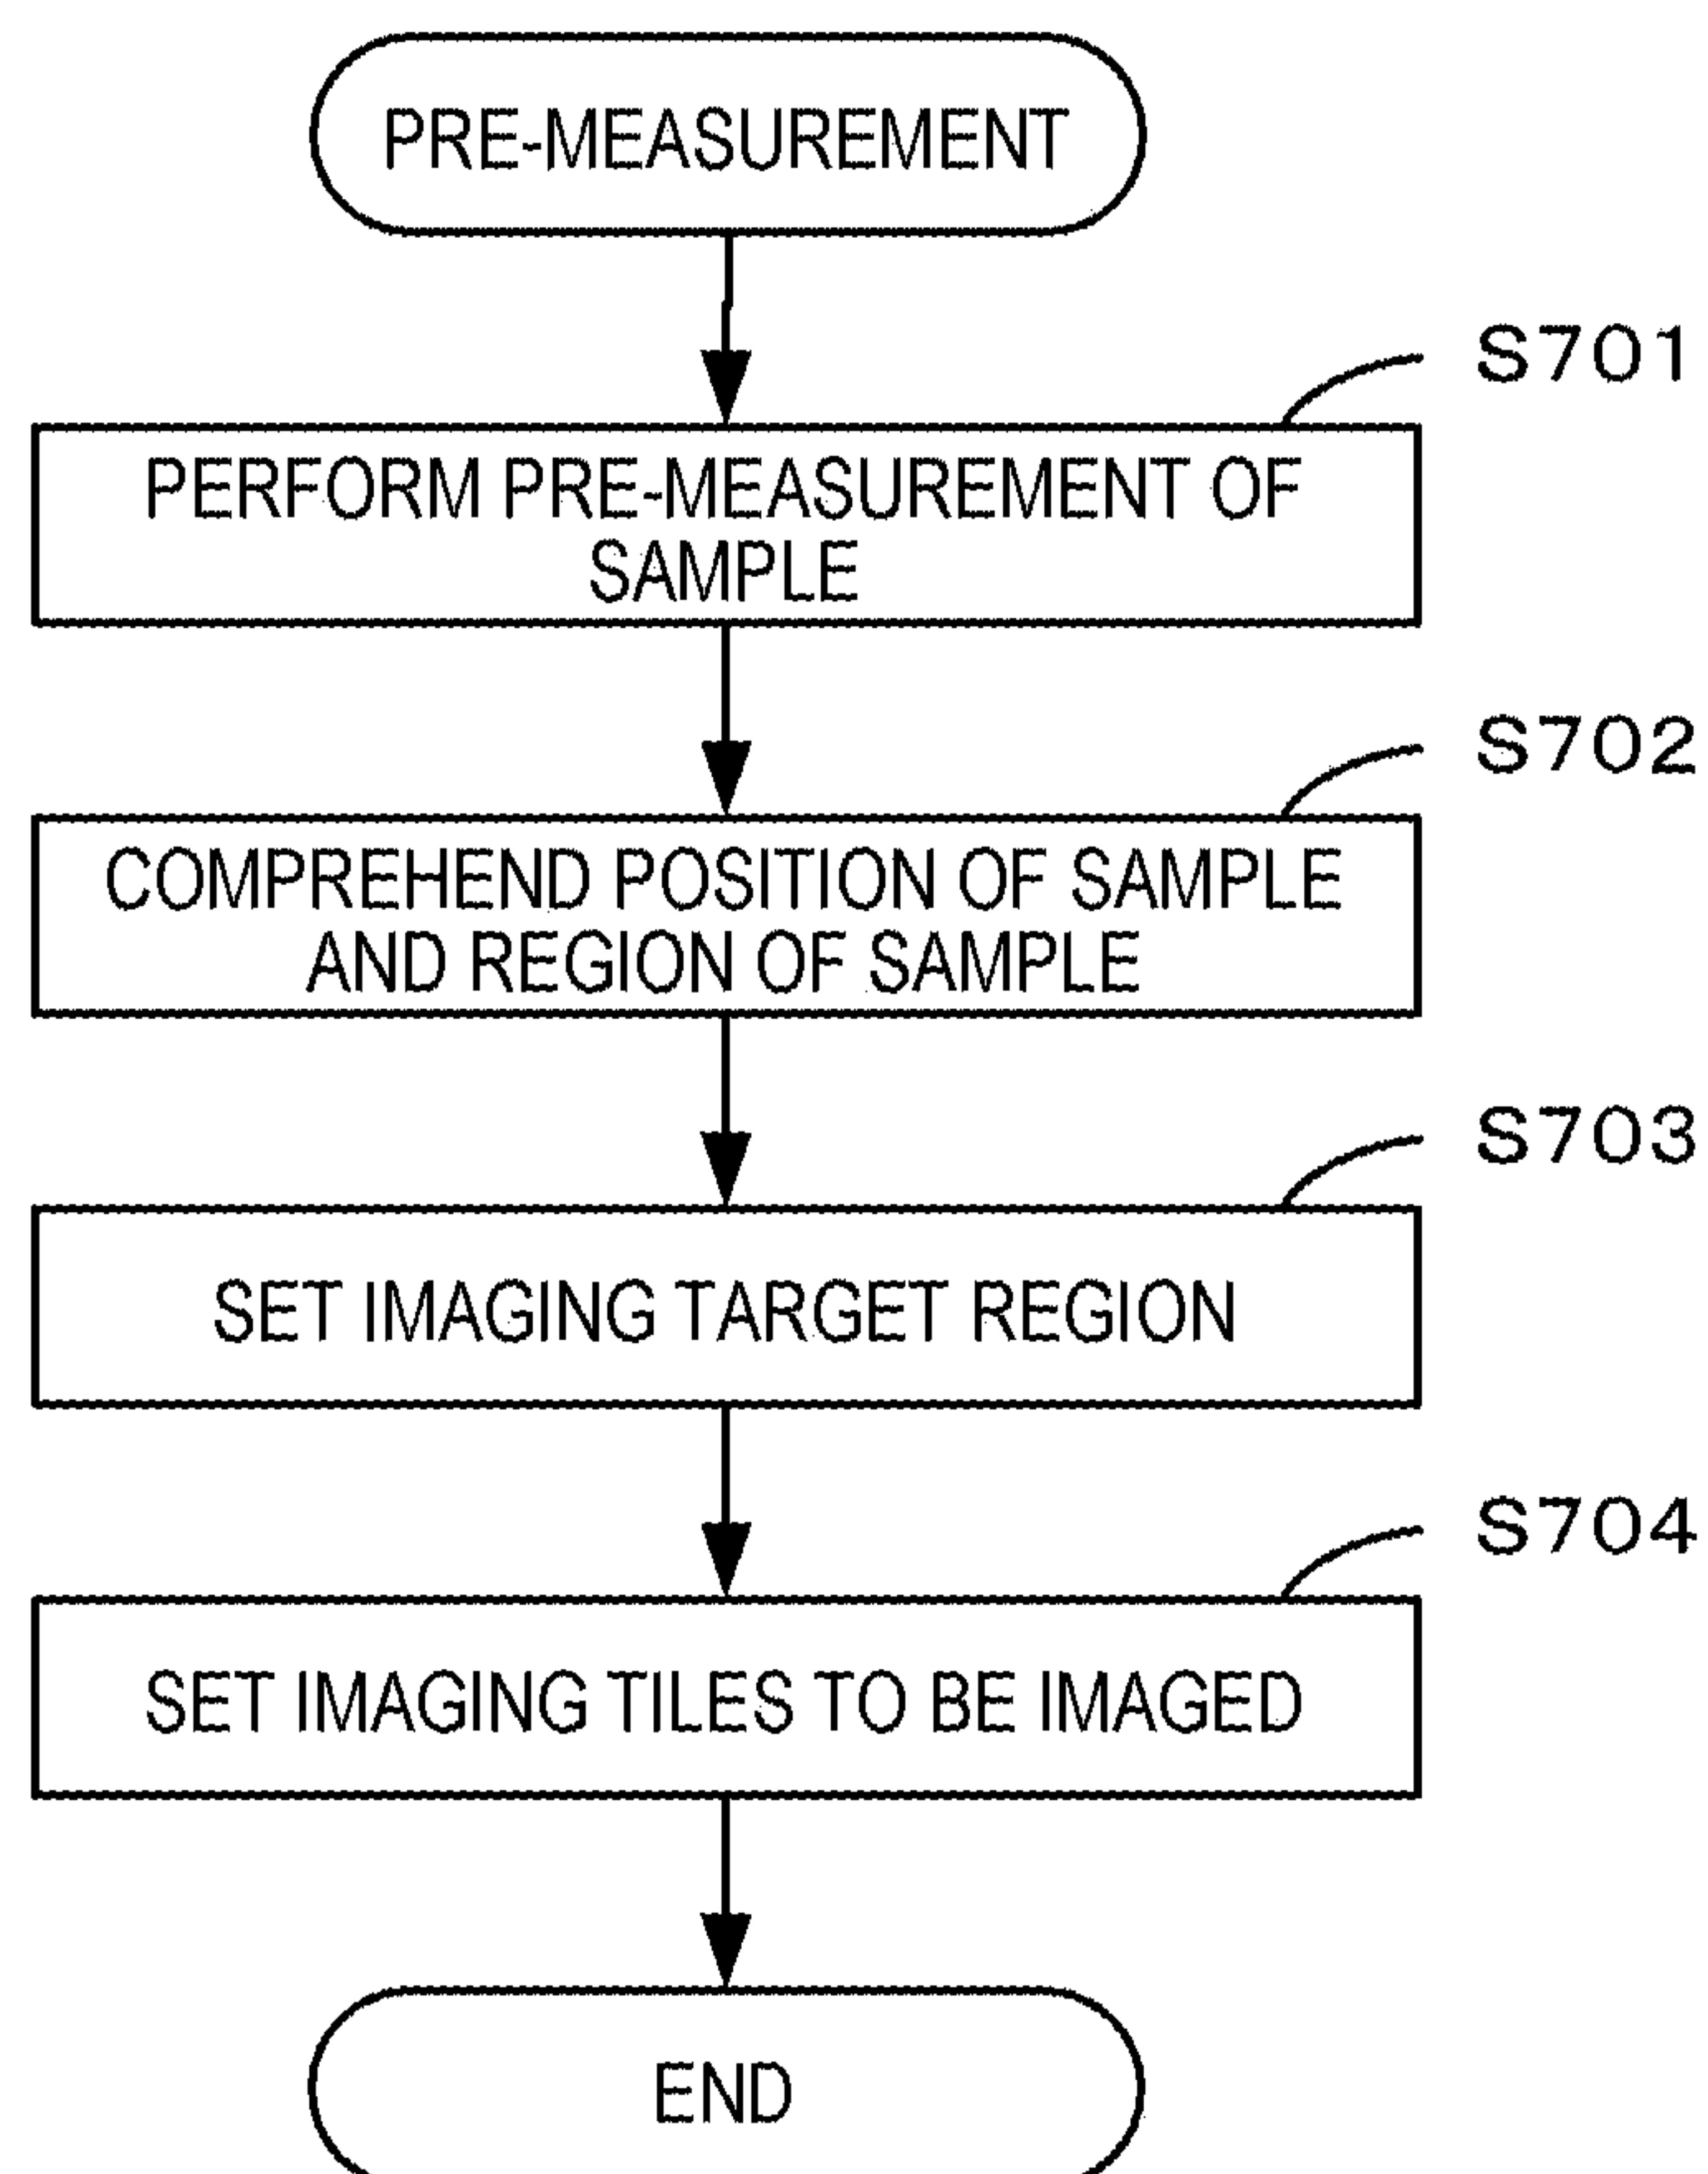 PRE-MEASUREMENT
S701
PERFORM PRE-MEASUREMENT OF
SAMPLE
S702
COMPREHEND POSITION OF SAMPLE
AND REGION OF SAMPLE
S703
SET IMAGING TARGET REGION
S704
SET IMAGING TILES TO BE IMAGED
END